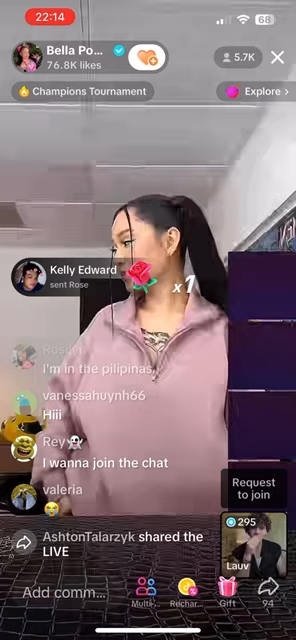 22:14
68
Bella Po...
76.8K likes
5.7K
Champions Tournament
Explore >
Kelly Edward
sent Rose
x1
I'm in the pilipinas,
vanessahuynh66
Hiii
Rey
I wanna join the chat
valeria
Request
to join
AshtonTalarzyk shared the
LIVE
295
Lauv
Add comm...
Multi-
Rechar...
Gift
94